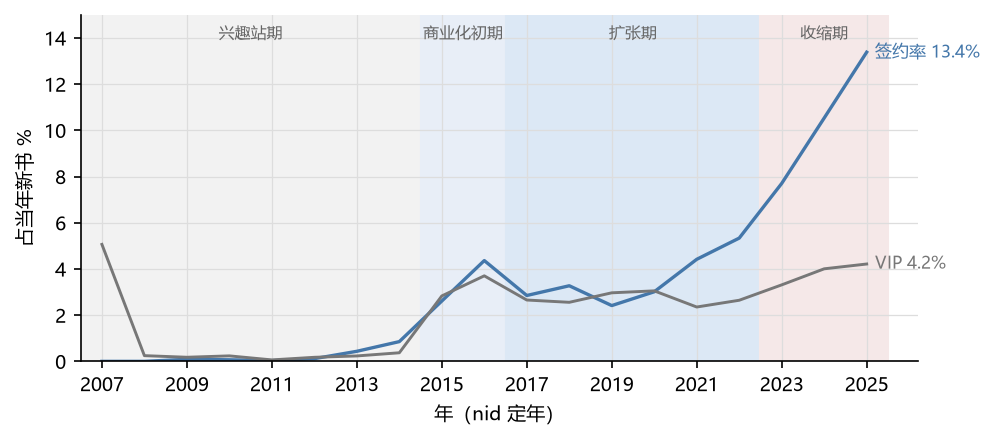 兴趣站期
商业化初期
扩张期
收缩期
签约率 13.4%
VIP 4.2%
占当年新书 %
14
12
10
8
6
4
2
0
2007
2009
2011
2013
2015
2017
2019
2021
2023
2025
年（nid 定年）